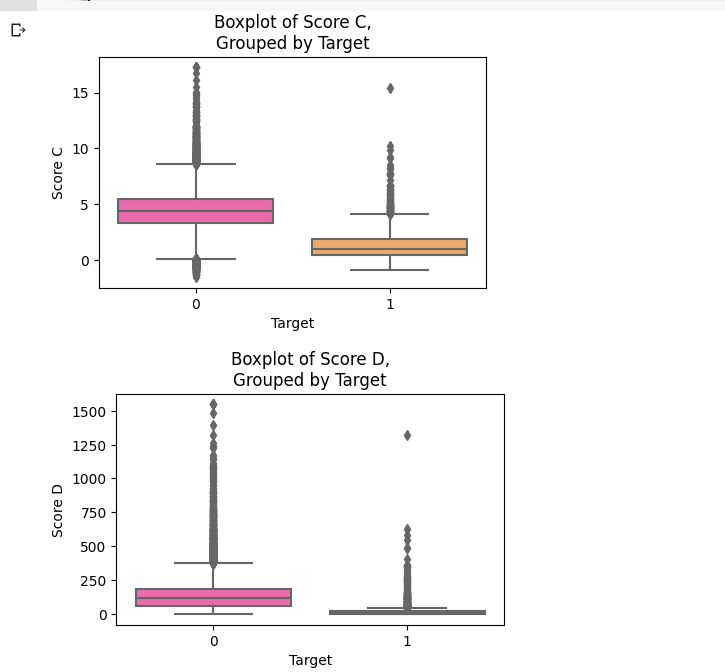 Boxplot of Score C,
Grouped by Target
15
10
5
0
Score C
0 1
Target
Boxplot of Score D,
Grouped by Target
1500
1250
1000
750
500
250
0
Score D
0 1
Target